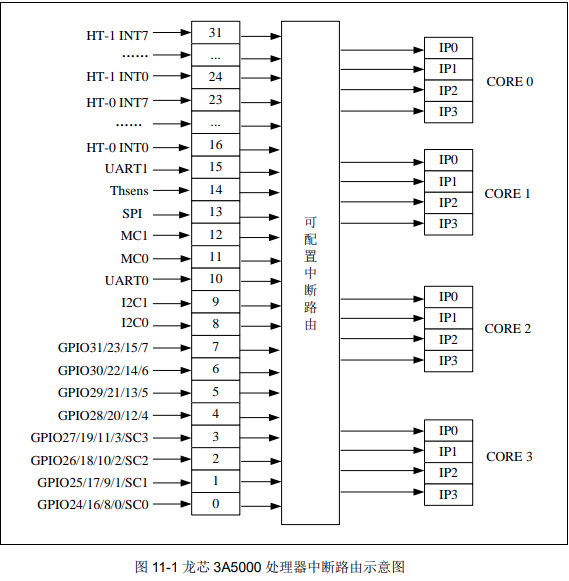 HT-1 INT7 31
...... ...
HT-1 INT0 24
HT-0 INT7 23
...... ...
HT-0 INT0 16
UART1 15
Thsens 14
SPI 13
MC1 12
MC0 11
UART0 10
I2C1 9
I2C0 8
GPIO31/23/15/7 7
GPIO30/22/14/6 6
GPIO29/21/13/5 5
GPIO28/20/12/4 4
GPIO27/19/11/3/SC3 3
GPIO26/18/10/2/SC2 2
GPIO25/17/9/1/SC1 1
GPIO24/16/8/0/SC0 0
可配置中断路由
IP0
IP1
IP2
IP3
CORE 0
IP0
IP1
IP2
IP3
CORE 1
IP0
IP1
IP2
IP3
CORE 2
IP0
IP1
IP2
IP3
CORE 3
图 11-1 龙芯 3A5000 处理器中断路由示意图